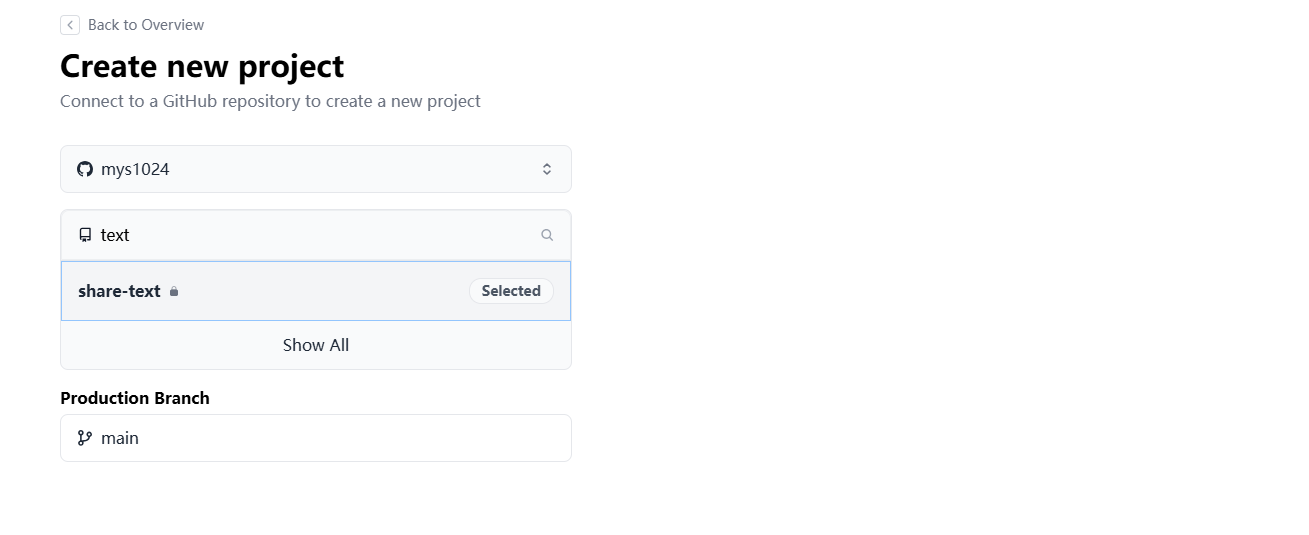 Back to Overview
Create new project
Connect to a GitHub repository to create a new project
mys1024
text
share-text Selected
Show All
Production Branch
main